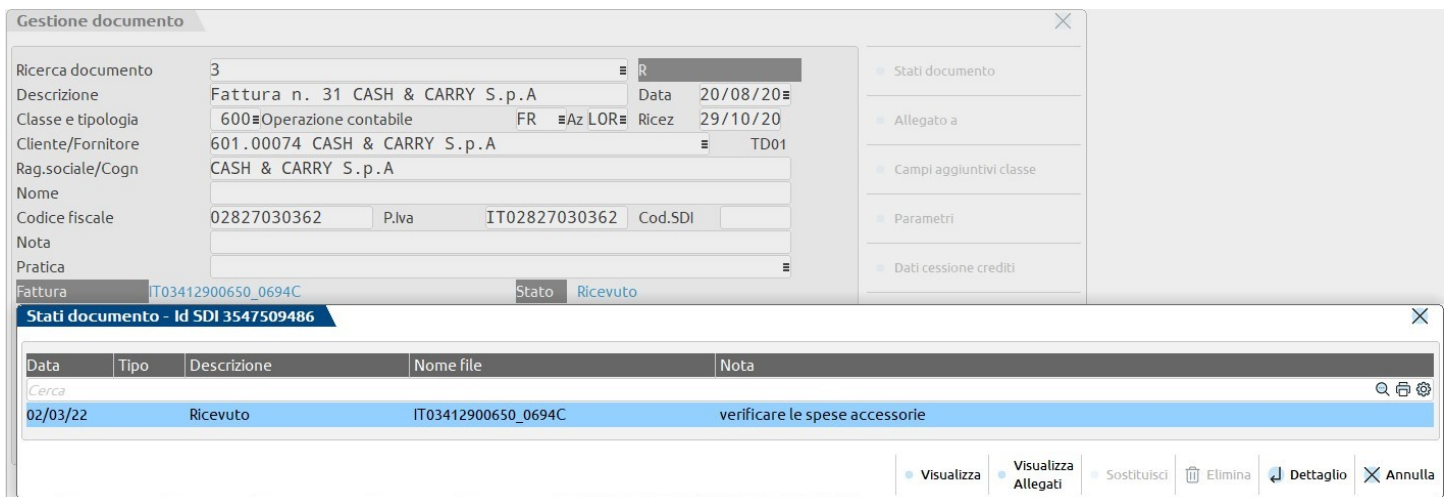 Gestione documento
Ricerca documento 3 R
Stati documento
Descrizione Fattura n. 31 CASH & CARRY S.p.A Data 20/08/20
Classe e tipologia 600 Operazione contabile FR Az LOR Ricez 29/10/20
Allegato a
Cliente/Fornitore 601.00074 CASH & CARRY S.p.A TD01
Rag.sociale/Cogn CASH & CARRY S.p.A
Campi aggiuntivi classe
Nome
Codice fiscale 02827030362 P.Iva IT02827030362 Cod.SDI
Parametri
Nota
Pratica
Dati cessione crediti
Fattura IT03412900650_0694C Stato Ricevuto
Stati documento - Id SDI 3547509486
Data Tipo Descrizione Nome file Nota
Cerca
02/03/22 Ricevuto IT03412900650_0694C verificare le spese accessorie
Visualizza Visualizza Allegati Sostituisci Elimina Dettaglio Annulla